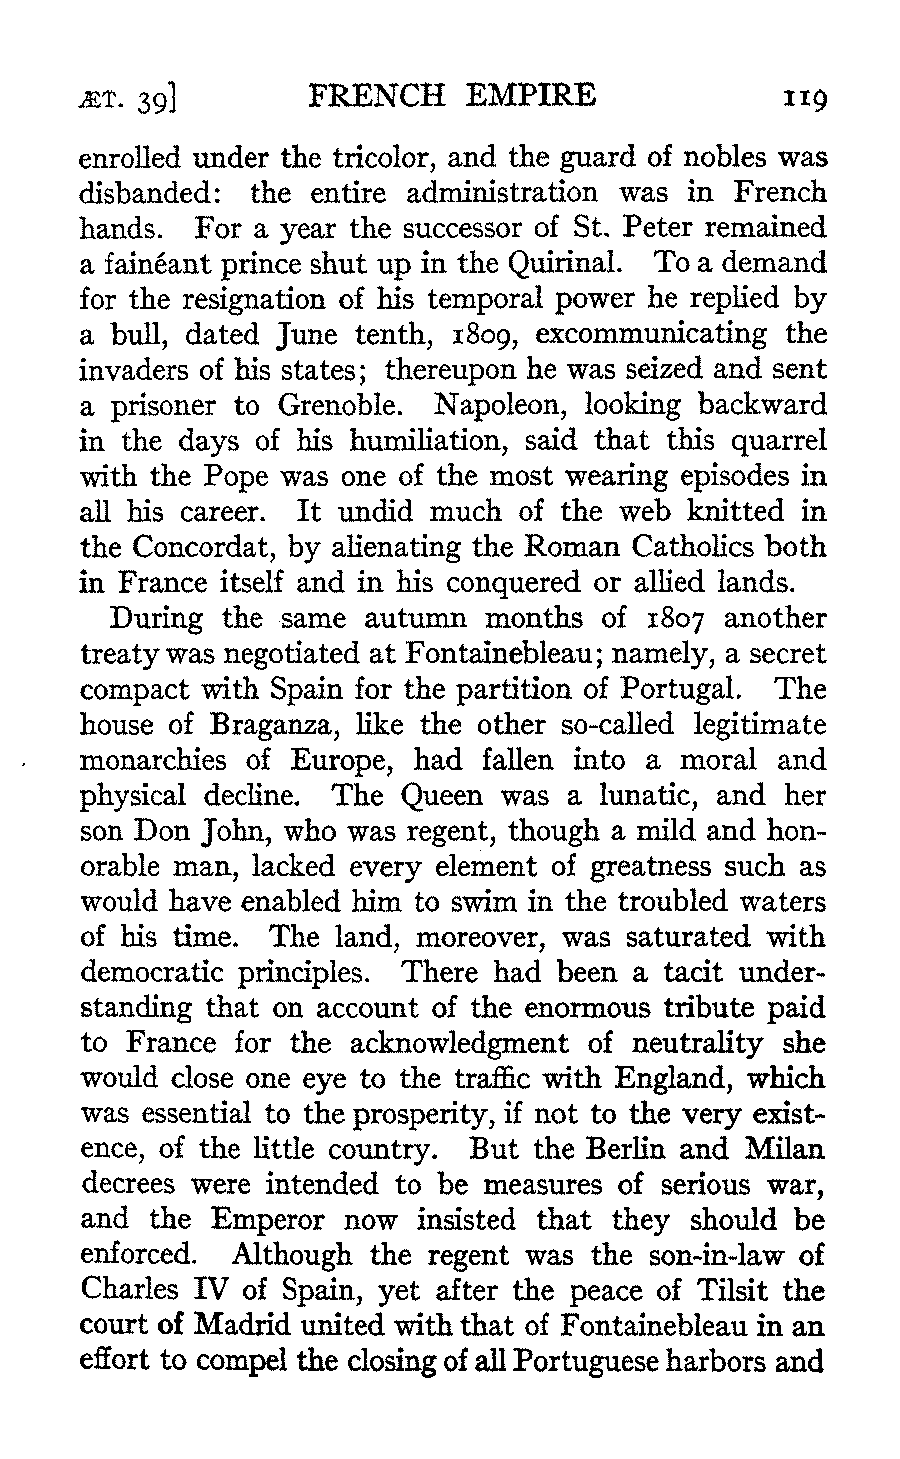 ÆT. 39] FRENCH EMPIRE 119
enrolled under the tricolor, and the guard of nobles was
disbanded: the entire administration was in French
hands. For a year the successor of St. Peter remained
a fainéant prince shut up in the Quirinal. To a demand
for the resignation of his temporal power he replied by
a bull, dated June tenth, 1809, excommunicating the
invaders of his states; thereupon he was seized and sent
a prisoner to Grenoble. Napoleon, looking backward
in the days of his humiliation, said that this quarrel
with the Pope was one of the most wearing episodes in
all his career. It undid much of the web knitted in
the Concordat, by alienating the Roman Catholics both
in France itself and in his conquered or allied lands.
During the same autumn months of 1807 another
treaty was negotiated at Fontainebleau; namely, a secret
compact with Spain for the partition of Portugal. The
house of Braganza, like the other so-called legitimate
monarchies of Europe, had fallen into a moral and
physical decline. The Queen was a lunatic, and her
son Don John, who was regent, though a mild and hon-
orable man, lacked every element of greatness such as
would have enabled him to swim in the troubled waters
of his time. The land, moreover, was saturated with
democratic principles. There had been a tacit under-
standing that on account of the enormous tribute paid
to France for the acknowledgment of neutrality she
would close one eye to the traffic with England, which
was essential to the prosperity, if not to the very exist-
ence, of the little country. But the Berlin and Milan
decrees were intended to be measures of serious war,
and the Emperor now insisted that they should be
enforced. Although the regent was the son-in-law of
Charles IV of Spain, yet after the peace of Tilsit the
court of Madrid united with that of Fontainebleau in an
effort to compel the closing of all Portuguese harbors and